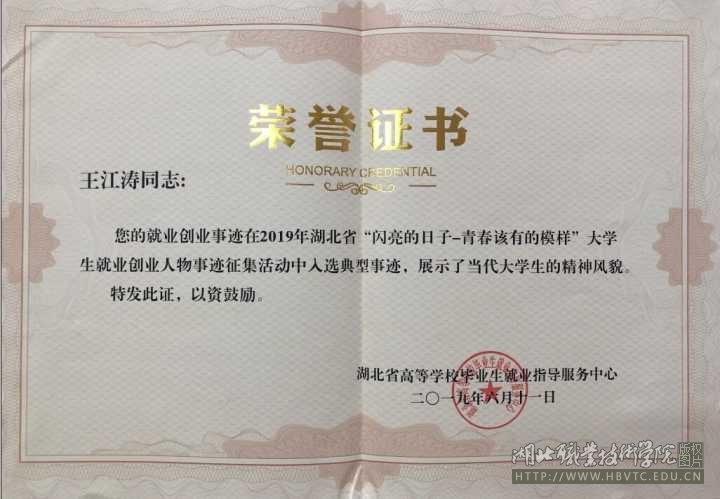 荣誉证书
HONORARY CREDENTIAL
王江涛同志:
您的就业创业事迹在2019年湖北省“闪亮的日子-青春该有的模样”大学
生就业创业人物事迹征集活动中入选典型事迹，展示了当代大学生的精神风貌。
特发此证，以资鼓励。
湖北省高等学校毕业生就业指导服务中心
二〇一九年六月十一日
湖北职业技术学院 版权图片
WWW.HBVTC.EDU.CN